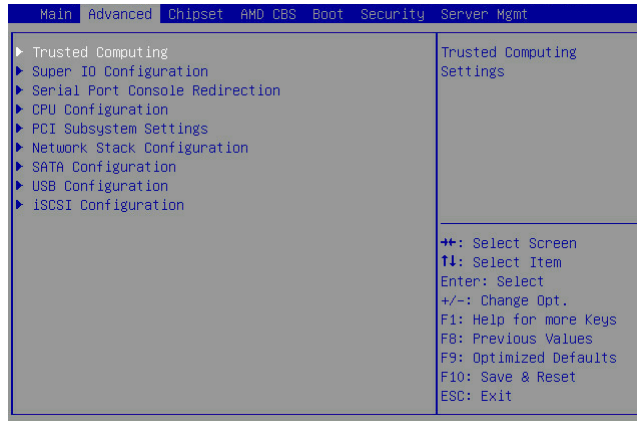 Main Advanced Chipset AMD CBS Boot Security Server Mgmt
Trusted Computing
Super IO Configuration
Serial Port Console Redirection
CPU Configuration
PCI Subsystem Settings
Network Stack Configuration
SATA Configuration
USB Configuration
iSCSI Configuration
Trusted Computing
Settings
→←: Select Screen
↑↓: Select Item
Enter: Select
+/-: Change Opt.
F1: Help for more Keys
F8: Previous Values
F9: Optimized Defaults
F10: Save & Reset
ESC: Exit